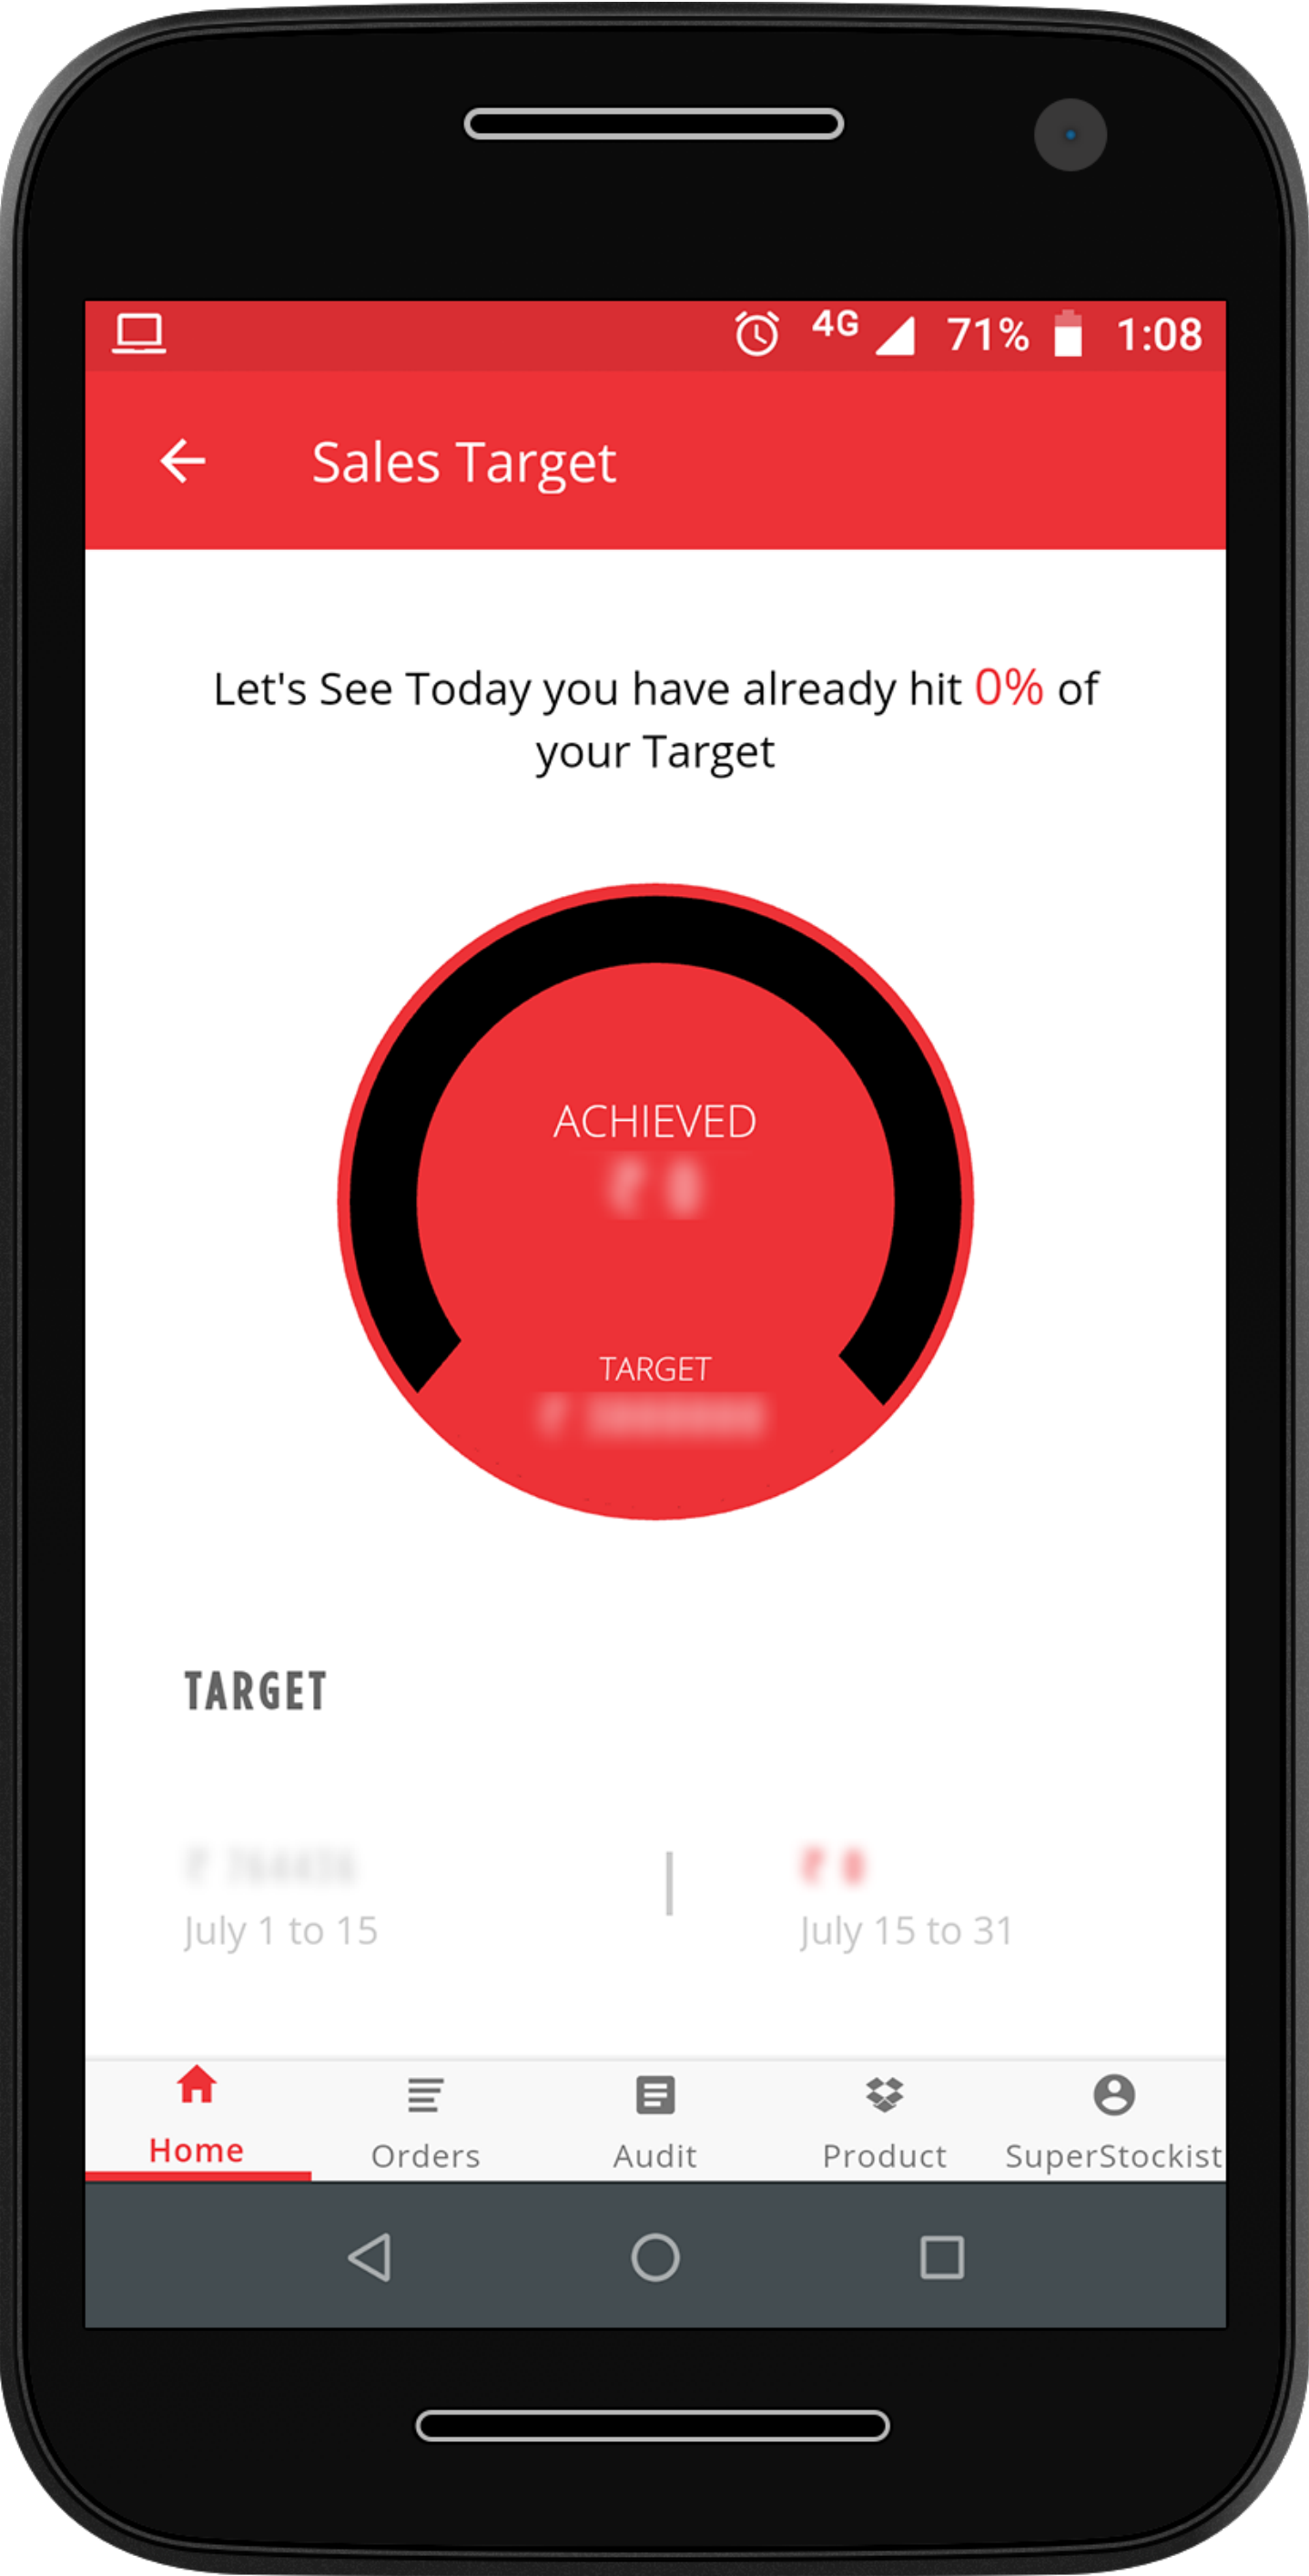 4G 71% 1:08
Sales Target
Let's See Today you have already hit 0% of
your Target
ACHIEVED
TARGET
TARGET
July 1 to 15 July 15 to 31
Home Orders Audit Product SuperStockist